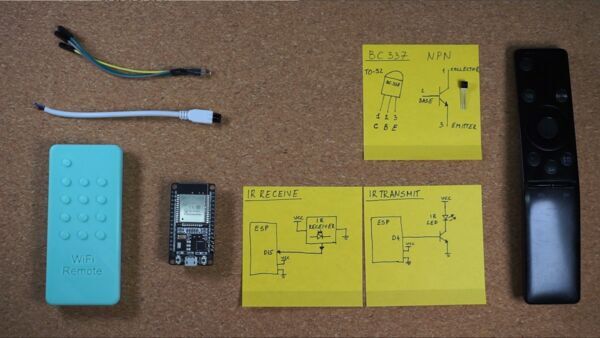 BC 337 NPN
TO-92
1 COLLECTOR
2
BASE
3 EMITTER
1 2 3
C B E
WiFi
Remote
IR RECEIVE
ESP
VCC
IR
RECEIVER
D15
VCC
IR TRANSMIT
VCC
ESP
IR
LED
D4
VCC